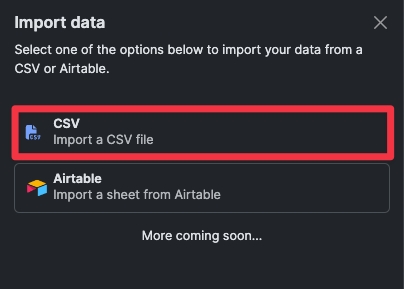 Import data
Select one of the options below to import your data from a
CSV or Airtable.
CSV
CSV
Import a CSV file
Airtable
Import a sheet from Airtable
More coming soon...